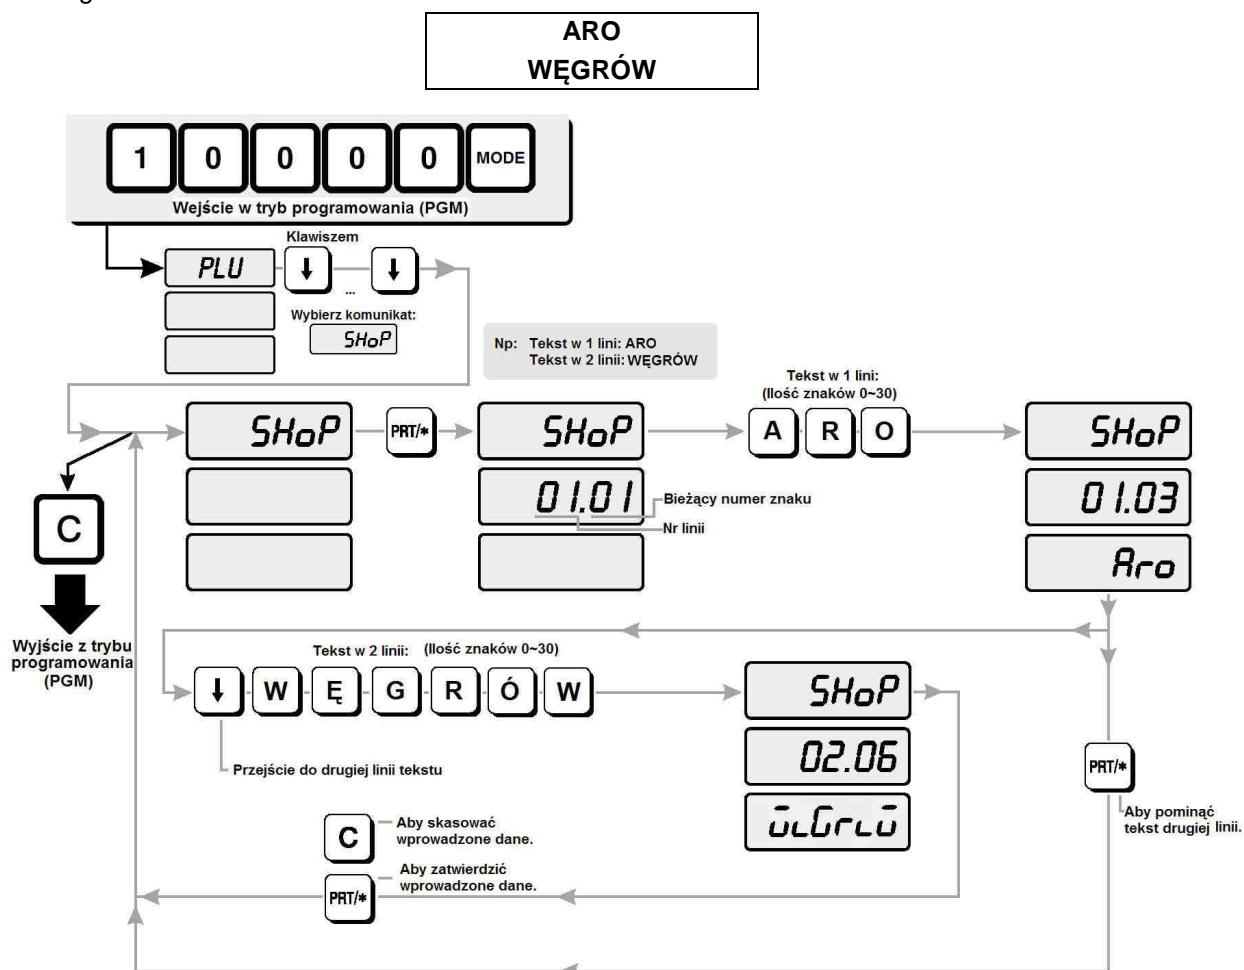 ARO
WĘGRÓW
1 0 0 0 0 MODE
Wejście w tryb programowania (PGM)
Klawiszem
PLU ↓ ... ↓
Wybierz komunikat:
SHoP
Np: Tekst w 1 lini: ARO
Tekst w 2 linii: WĘGRÓW
Tekst w 1 lini:
(Ilość znaków 0~30)
SHoP PRT/* SHoP A R O SHoP
01.01 01.03
Bieżący numer znaku
Nr linii
Aro
C
Wyjście z trybu
programowania
(PGM)
Tekst w 2 linii: (Ilość znaków 0~30)
↓ W Ę G R Ó W SHoP
02.06
Przejście do drugiej linii tekstu
PRT/*
Aby pominąć
tekst drugiej linii.
C Aby skasować
wprowadzone dane.
PRT/* Aby zatwierdzić
wprowadzone dane.